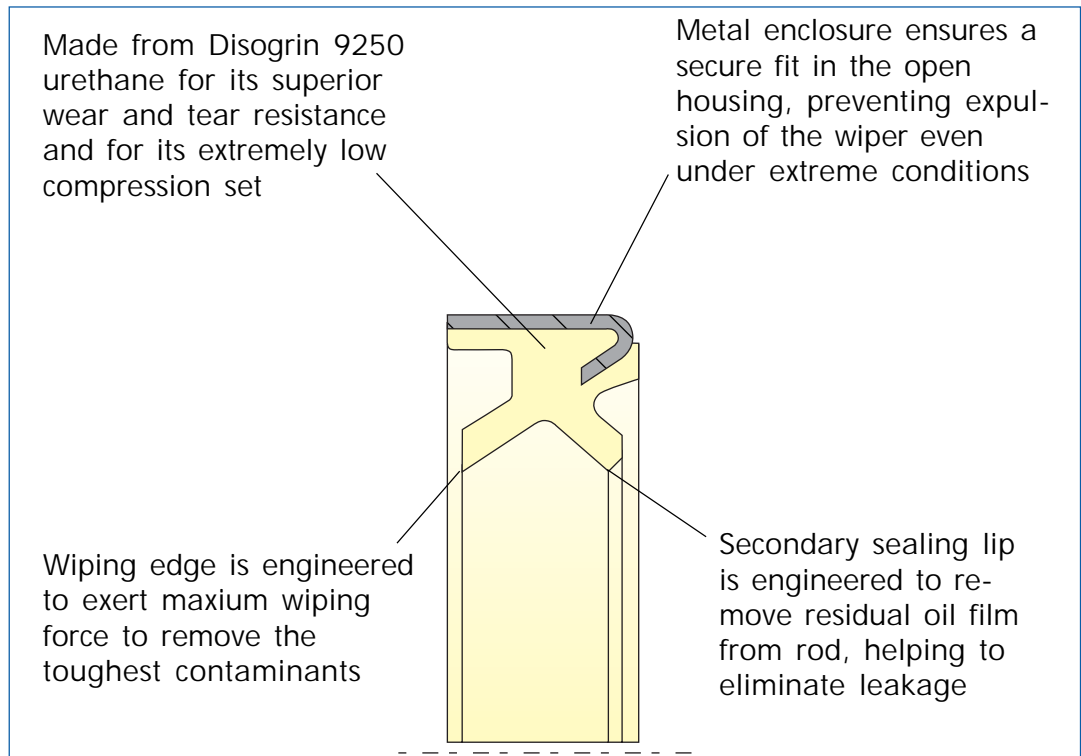 Made from Disogrin 9250
urethane for its superior
wear and tear resistance
and for its extremely low
compression set
Metal enclosure ensures a
secure fit in the open
housing, preventing expul-
sion of the wiper even
under extreme conditions
Wiping edge is engineered
to exert maxium wiping
force to remove the
toughest contaminants
Secondary sealing lip
is engineered to re-
move residual oil film
from rod, helping to
eliminate leakage